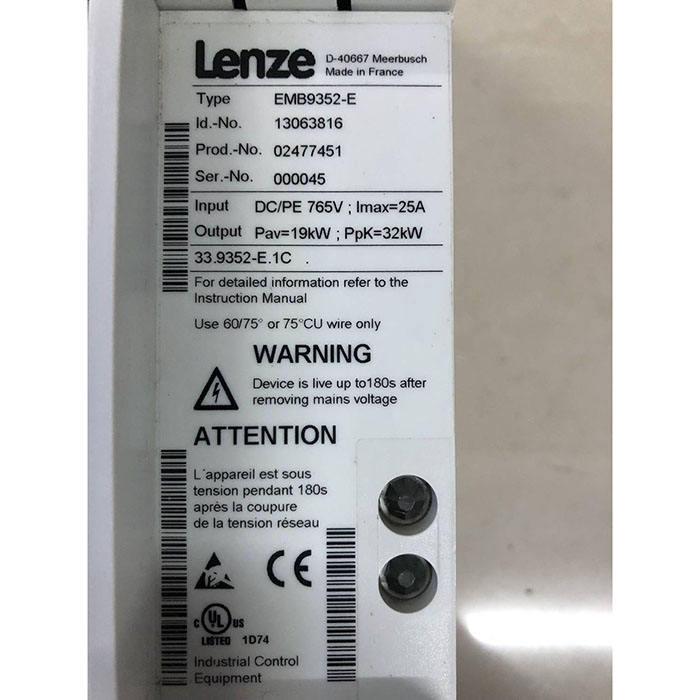 Lenze
D-40667 Meerbusch
Made in France
Type EMB9352-E
Id.-No. 13063816
Prod.-No. 02477451
Ser.-No. 000045
Input DC/PE 765V ; Imax=25A
Output Pav=19kW ; PpK=32kW
33.9352-E.1C .
For detailed information refer to the
Instruction Manual
Use 60/75° or 75°CU wire only
WARNING
Device is live up to180s after
removing mains voltage
ATTENTION
L´appareil est sous
tension pendant 180s
après la coupure
de la tension réseau
CE
c UL us
LISTED 1D74
Industrial Control
Equipment